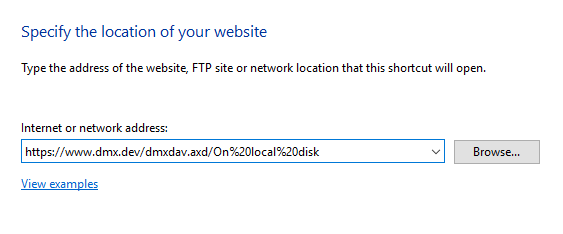 Specify the location of your website
Type the address of the website, FTP site or network location that this shortcut will open.
Internet or network address:
https://www.dmx.dev/dmxdav.axd/On%20local%20disk
Browse...
View examples